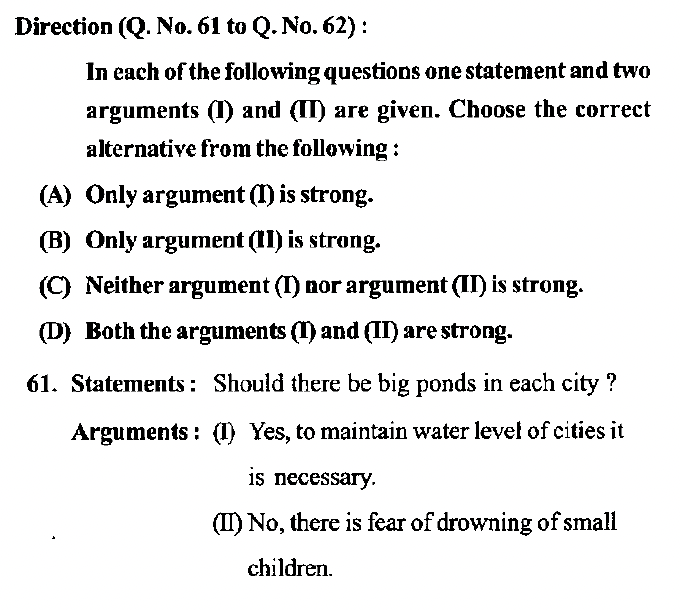 Direction (Q. No. 61 to Q. No. 62) :
In each of the following questions one statement and two
arguments (I) and (II) are given. Choose the correct
alternative from the following :
(A) Only argument (I) is strong.
(B) Only argument (II) is strong.
(C) Neither argument (I) nor argument (II) is strong.
(D) Both the arguments (I) and (II) are strong.
61. Statements : Should there be big ponds in each city ?
Arguments : (I) Yes, to maintain water level of cities it
is necessary.
(II) No, there is fear of drowning of small
children.